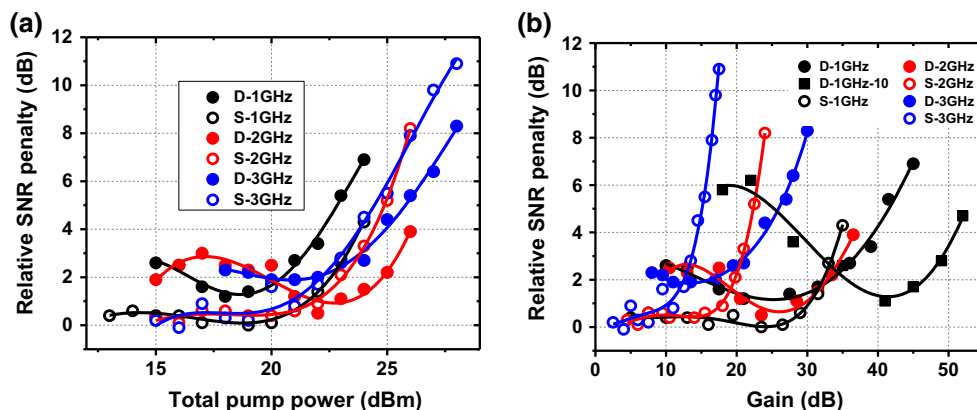 (a)
Relative SNR penalty (dB)
12
10
8
6
4
2
0
D-1GHz
S-1GHz
D-2GHz
S-2GHz
D-3GHz
S-3GHz
15 20 25
Total pump power (dBm)
(b)
Relative SNR penalty (dB)
12
10
8
6
4
2
0
D-1GHz
D-1GHz-10
S-1GHz
D-2GHz
S-2GHz
D-3GHz
S-3GHz
0 10 20 30 40 50
Gain (dB)